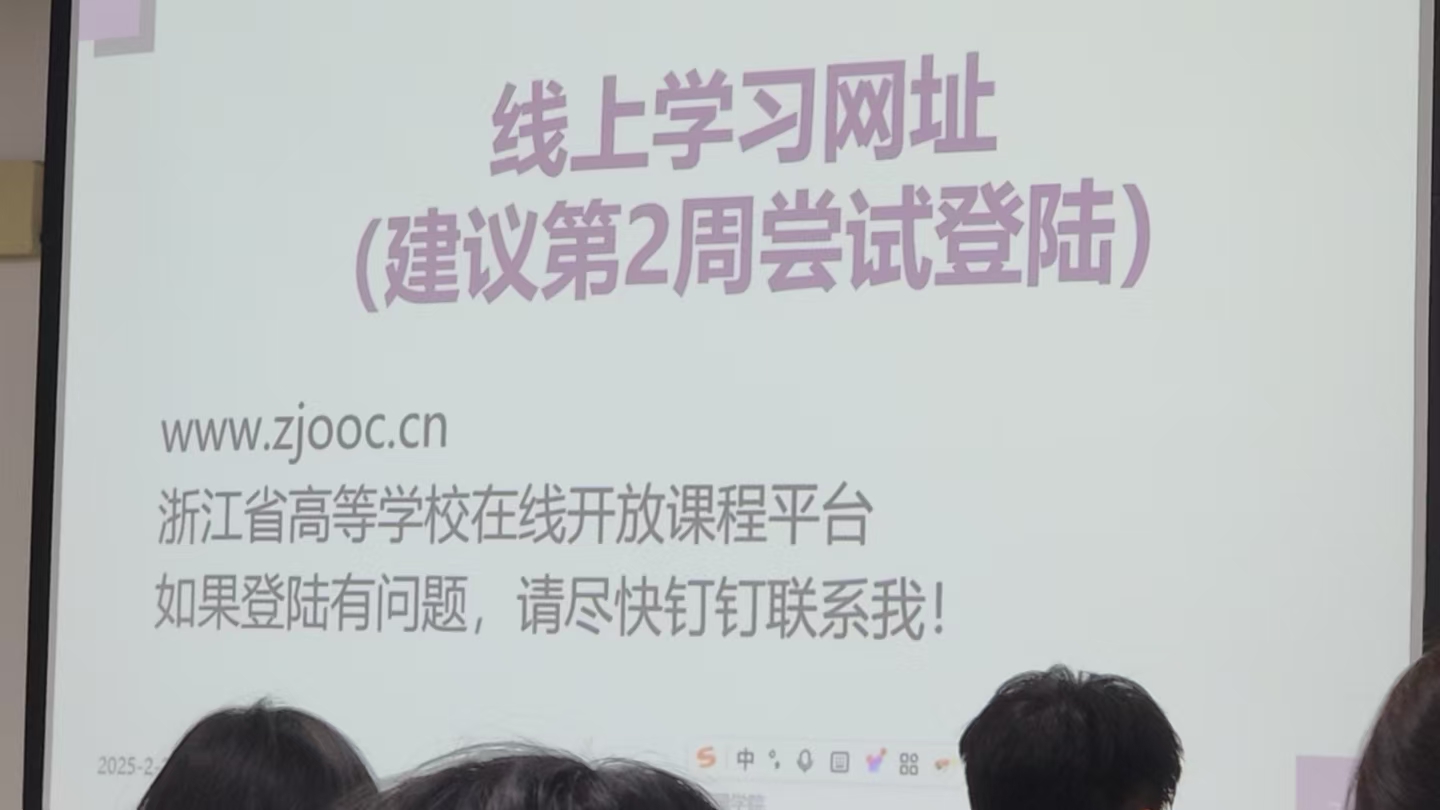 线上学习网址
（建议第2周尝试登陆）
www.zjooc.cn
浙江省高等学校在线开放课程平台
如果登陆有问题，请尽快钉钉联系我！
2025-2-
中